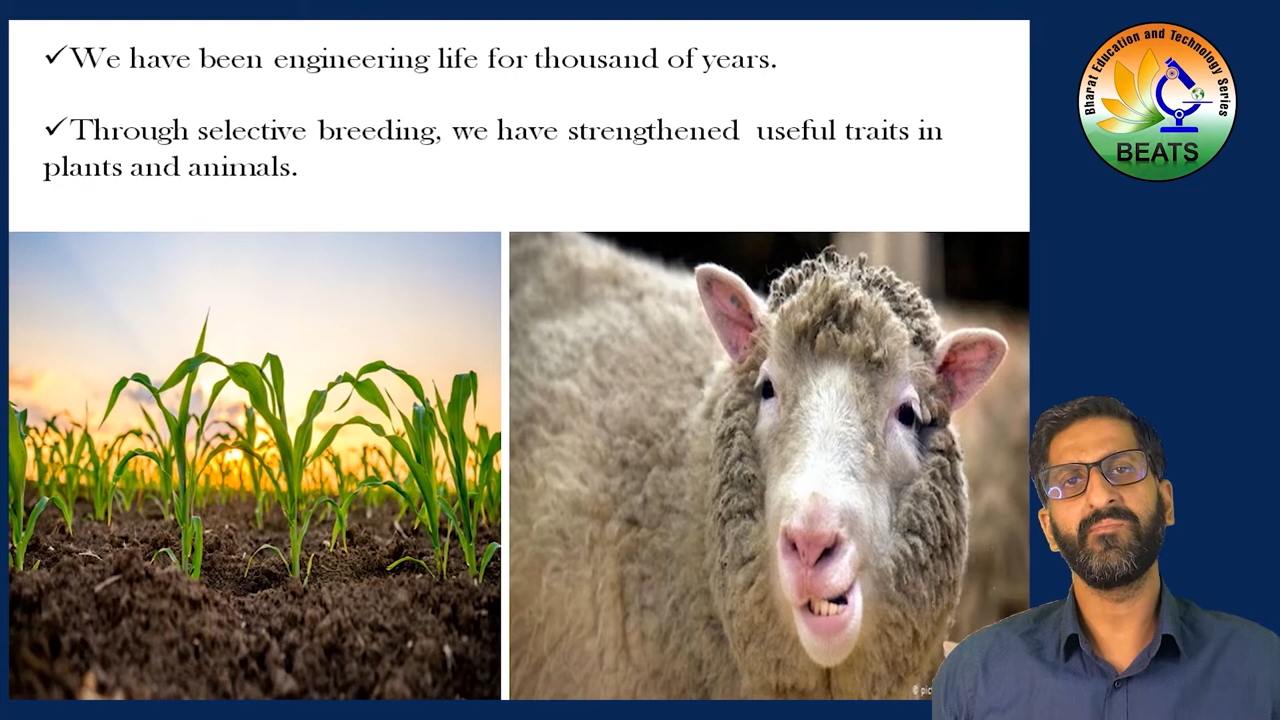 ✓We have been engineering life for thousand of years.
✓Through selective breeding, we have strengthened useful traits in
plants and animals.
Bharat Education and Technology Series
BEATS